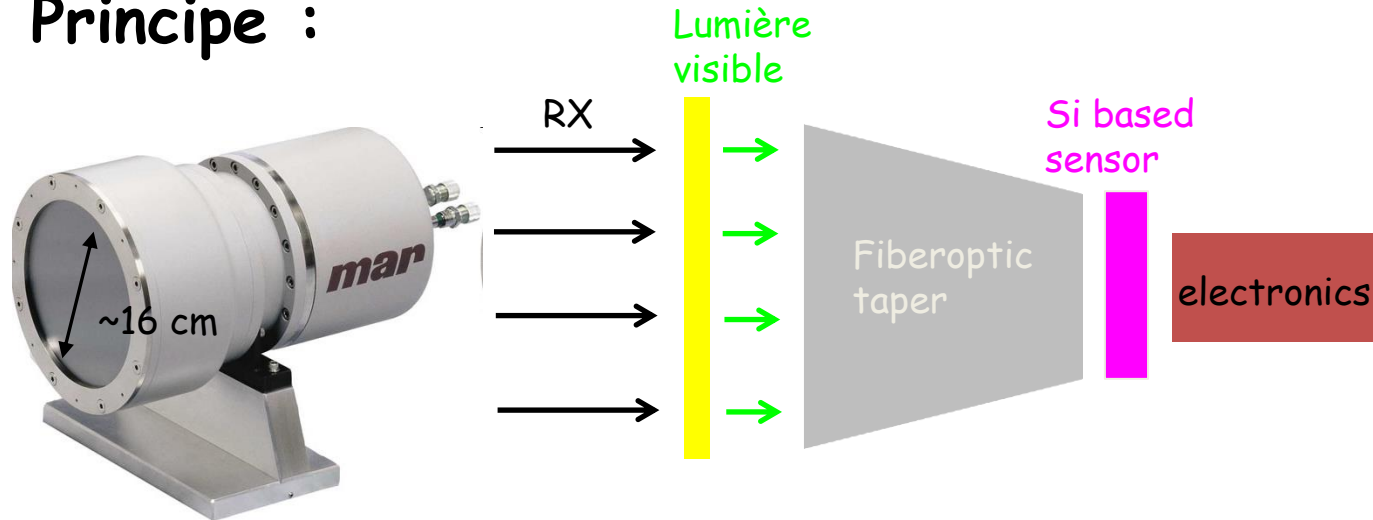 Principe :
Lumière
visible
RX
Si based
sensor
mar
~16 cm
Fiberoptic
taper
electronics